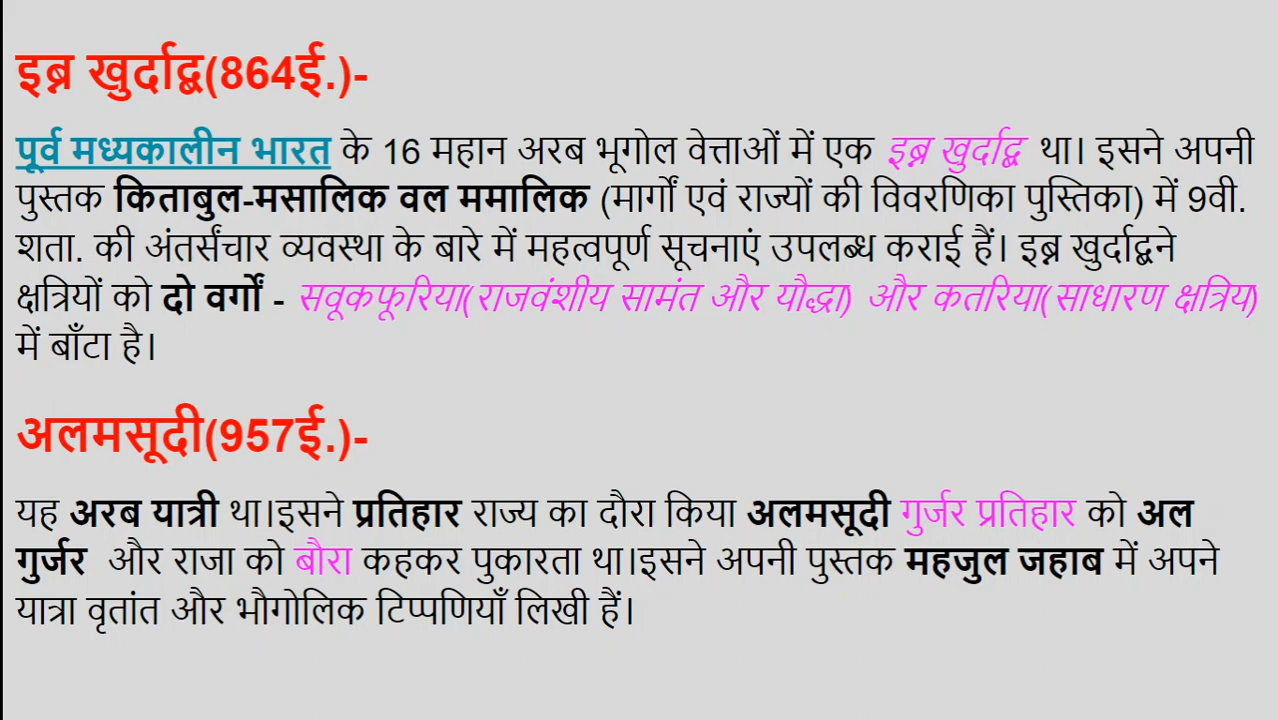 इब्न खुर्दाद्ब(864ई.)-
पूर्व मध्यकालीन भारत के 16 महान अरब भूगोल वेत्ताओं में एक इब्न खुर्दाद्ब था। इसने अपनी
पुस्तक किताबुल-मसालिक वल ममालिक (मार्गों एवं राज्यों की विवरणिका पुस्तिका) में 9वी.
शता. की अंतर्संचार व्यवस्था के बारे में महत्वपूर्ण सूचनाएं उपलब्ध कराई हैं। इब्न खुर्दाद्बने
क्षत्रियों को दो वर्गों - सवूकफूरिया(राजवंशीय सामंत और यौद्धा) और कतरिया(साधारण क्षत्रिय)
में बाँटा है।
अलमसूदी(957ई.)-
यह अरब यात्री था।इसने प्रतिहार राज्य का दौरा किया अलमसूदी गुर्जर प्रतिहार को अल
गुर्जर और राजा को बौरा कहकर पुकारता था।इसने अपनी पुस्तक महजुल जहाब में अपने
यात्रा वृतांत और भौगोलिक टिप्पणियाँ लिखी हैं।